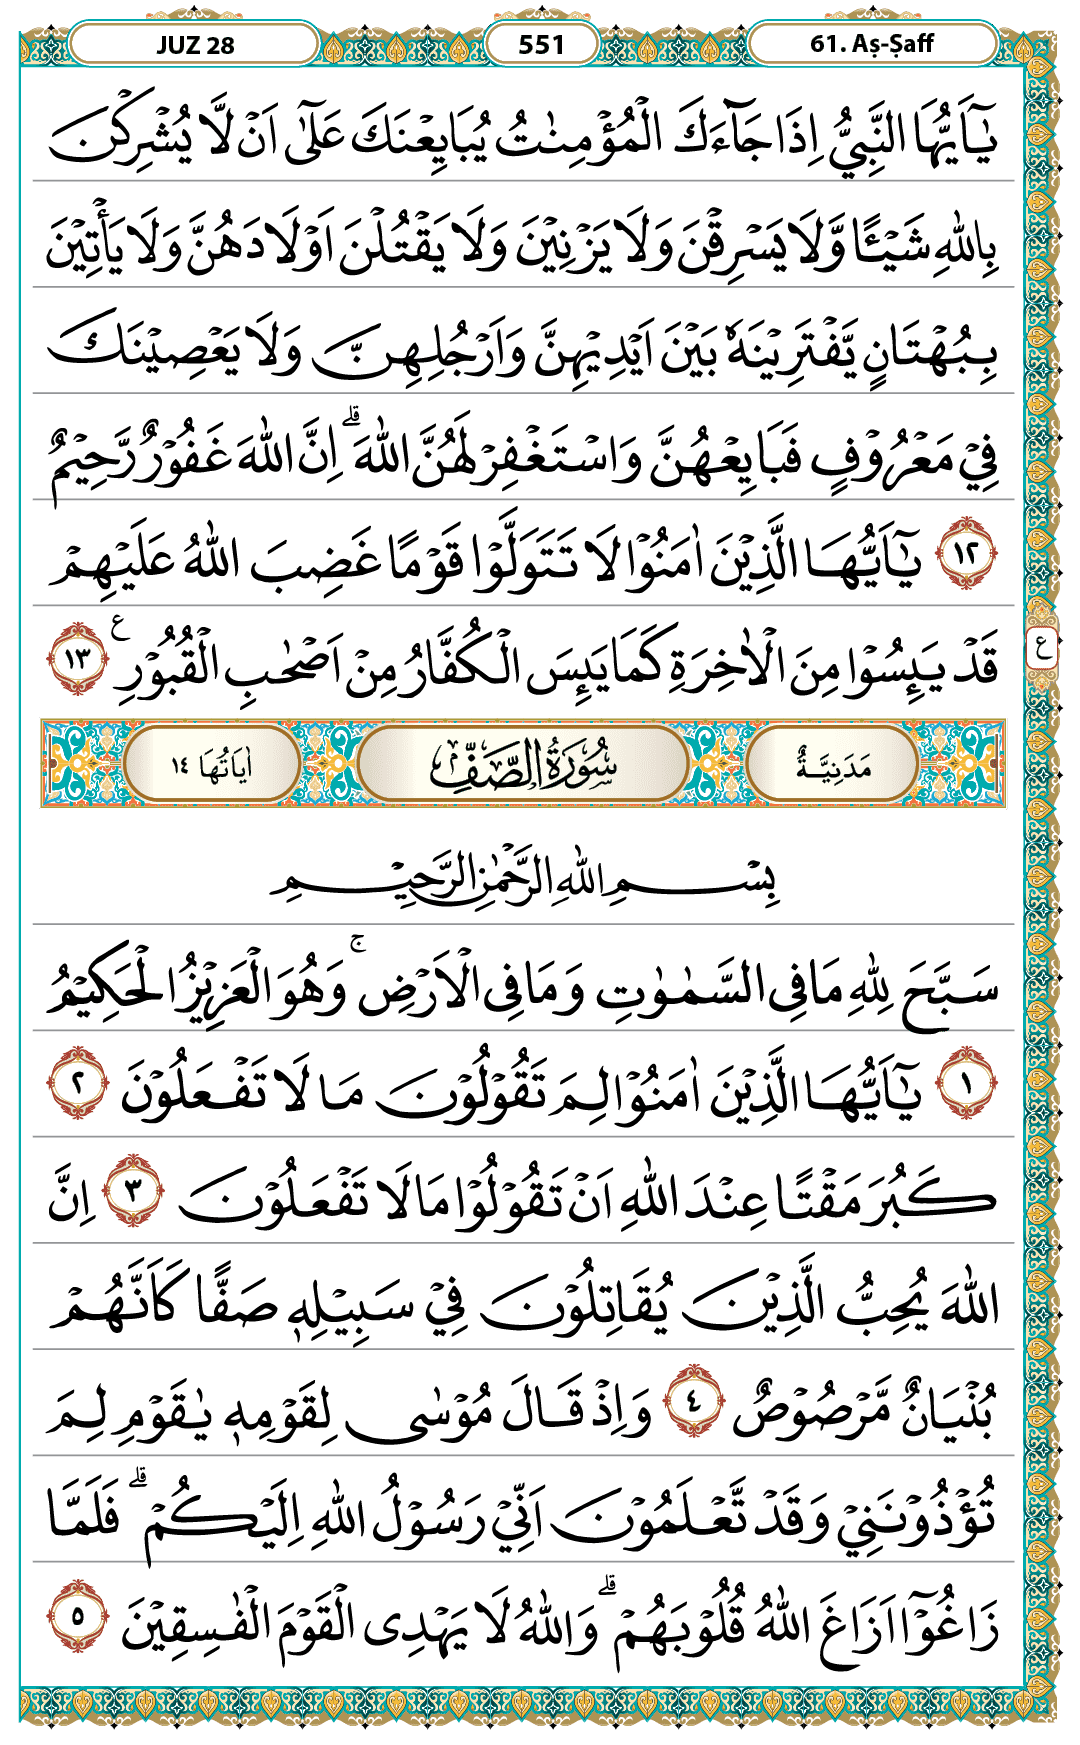 JUZ 28 551 61. Aṣ-Ṣaff
يٰٓاَيُّهَا النَّبِيُّ اِذَا جَاۤءَكَ الْمُؤْمِنٰتُ يُبَايِعْنَكَ عَلٰٓى اَنْ لَّا يُشْرِكْنَ
بِاللّٰهِ شَيْـًٔا وَّلَا يَسْرِقْنَ وَلَا يَزْنِيْنَ وَلَا يَقْتُلْنَ اَوْلَادَهُنَّ وَلَا يَأْتِيْنَ
بِبُهْتَانٍ يَّفْتَرِيْنَهٗ بَيْنَ اَيْدِيْهِنَّ وَاَرْجُلِهِنَّ وَلَا يَعْصِيْنَكَ
فِيْ مَعْرُوْفٍ فَبَايِعْهُنَّ وَاسْتَغْفِرْ لَهُنَّ اللّٰهَ ۗ اِنَّ اللّٰهَ غَفُوْرٌ رَّحِيْمٌ
١٢ يٰٓاَيُّهَا الَّذِيْنَ اٰمَنُوْا لَا تَتَوَلَّوْا قَوْمًا غَضِبَ اللّٰهُ عَلَيْهِمْ
قَدْ يَىِٕسُوْا مِنَ الْاٰخِرَةِ كَمَا يَىِٕسَ الْكُفَّارُ مِنْ اَصْحٰبِ الْقُبُوْرِ ࣖ ١٣
ع
مَدَنِيَّةٌ سُوْرَةُ الصَّفِّ اٰيَاتُهَا ١٤
بِسْمِ اللّٰهِ الرَّحْمٰنِ الرَّحِيْمِ
سَبَّحَ لِلّٰهِ مَا فِى السَّمٰوٰتِ وَمَا فِى الْاَرْضِۚ وَهُوَ الْعَزِيْزُ الْحَكِيْمُ
١ يٰٓاَيُّهَا الَّذِيْنَ اٰمَنُوْا لِمَ تَقُوْلُوْنَ مَا لَا تَفْعَلُوْنَ ٢
كَبُرَ مَقْتًا عِنْدَ اللّٰهِ اَنْ تَقُوْلُوْا مَا لَا تَفْعَلُوْنَ ٣ اِنَّ
اللّٰهَ يُحِبُّ الَّذِيْنَ يُقَاتِلُوْنَ فِيْ سَبِيْلِهٖ صَفًّا كَاَنَّهُمْ
بُنْيَانٌ مَّرْصُوْصٌ ٤ وَاِذْ قَالَ مُوْسٰى لِقَوْمِهٖ يٰقَوْمِ لِمَ
تُؤْذُوْنَنِيْ وَقَدْ تَّعْلَمُوْنَ اَنِّيْ رَسُوْلُ اللّٰهِ اِلَيْكُمْ ۗ فَلَمَّا
زَاغُوْٓا اَزَاغَ اللّٰهُ قُلُوْبَهُمْ ۗ وَاللّٰهُ لَا يَهْدِى الْقَوْمَ الْفٰسِقِيْنَ ٥